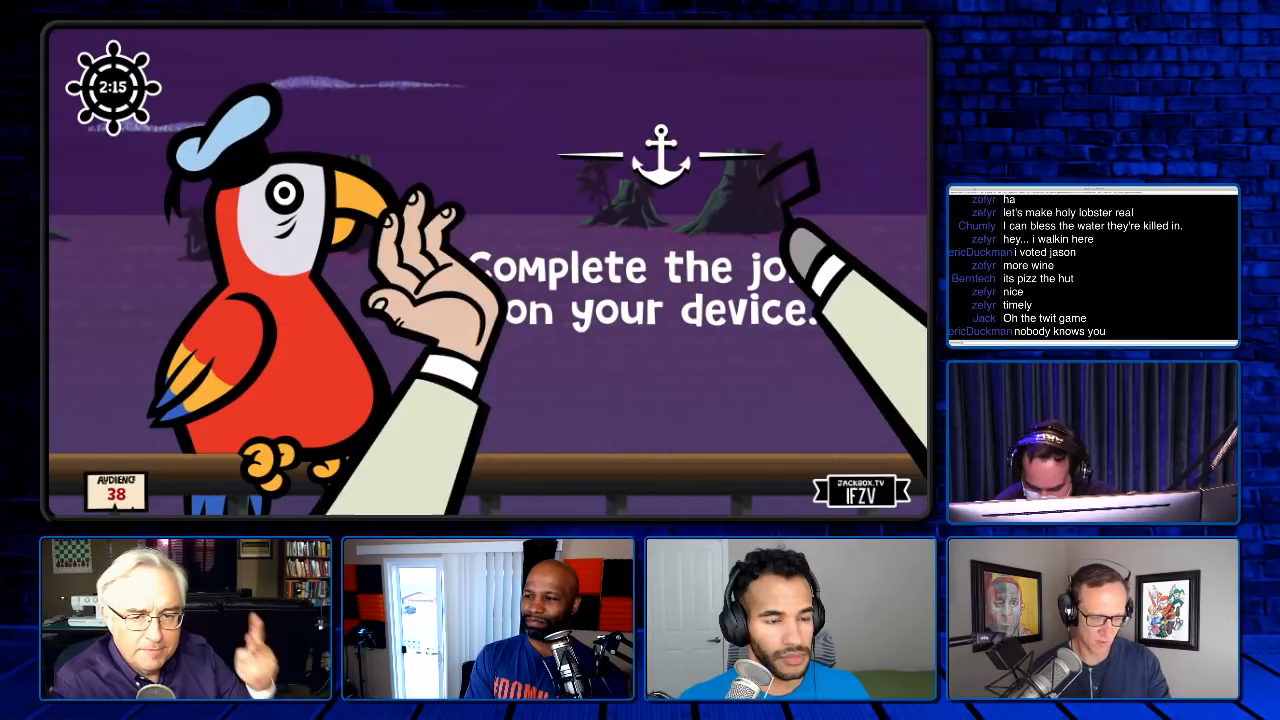 2:15
Complete the jo
on your device.
AUDIENCE
38
JACKBOX.TV
IFZV
zefyr ha
zefyr let's make holy lobster real
Chumly I can bless the water they're killed in.
zefyr hey... i walkin here
ericDuckman i voted jason
zefyr more wine
Bemtech its pizz the hut
zefyr nice
zefyr timely
Jack Oh the twit game
ericDuckman nobody knows you